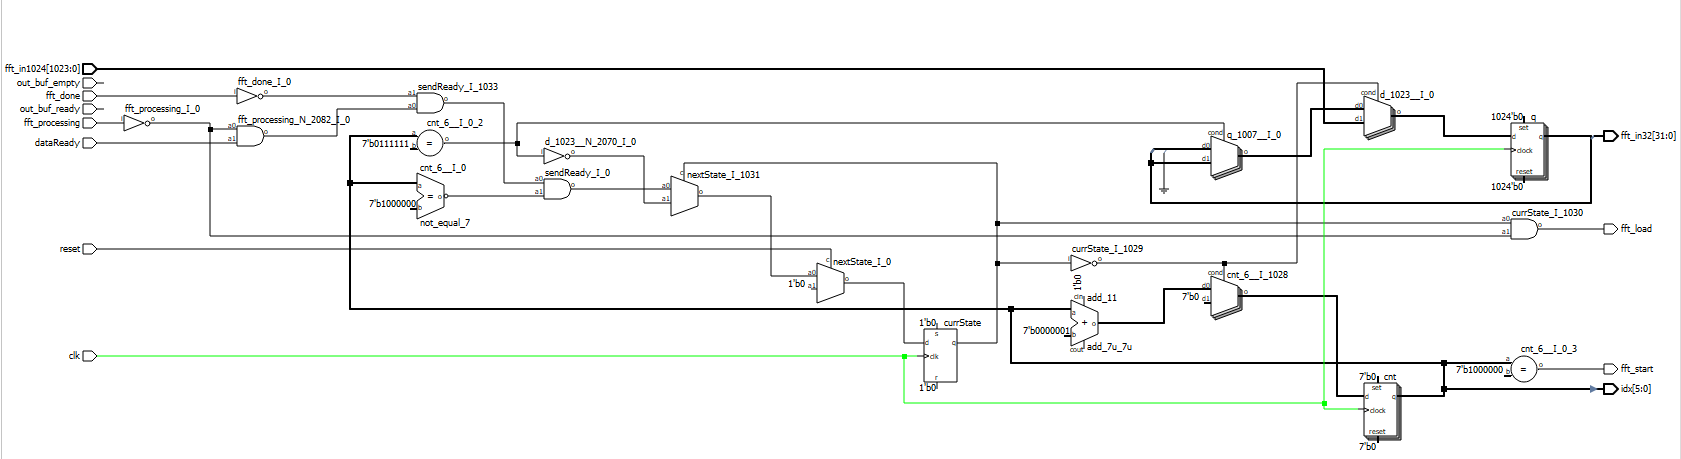 fft_in1024[1023:0]
out_buf_empty
fft_done
out_buf_ready
fft_processing
dataReady
reset
clk
fft_done_I_0
i
o
fft_processing_I_0
i
o
fft_processing_N_2082_I_0
a0
a1
o
sendReady_I_1033
a1
a0
o
cnt_6__I_0_2
a
7'b0111111
b
=
o
cnt_6__I_0
a
=
o
7'b1000000
b
not_equal_7
d_1023__N_2070_I_0
i
o
sendReady_I_0
a0
a1
o
nextState_I_1031
c
a0
a1
o
nextState_I_0
c
a0
1'b0
a1
o
1'b0
currState
s
d
q
clk
r
1'b0
currState_I_1029
i
o
1'b0
cin
add_11
a
+
o
7'b0000001
b
cout
add_7u_7u
cnt_6__I_1028
cond
d0
7'b0
d1
o
q_1007__I_0
cond
d0
d1
o
d_1023__I_0
cond
d0
d1
o
1024'b0
q
set
d
q
clock
reset
1024'b0
currState_I_1030
a0
a1
o
cnt_6__I_0_3
a
7'b1000000
b
=
o
7'b0
cnt
set
d
q
clock
reset
7'b0
fft_in32[31:0]
fft_load
fft_start
idx[5:0]